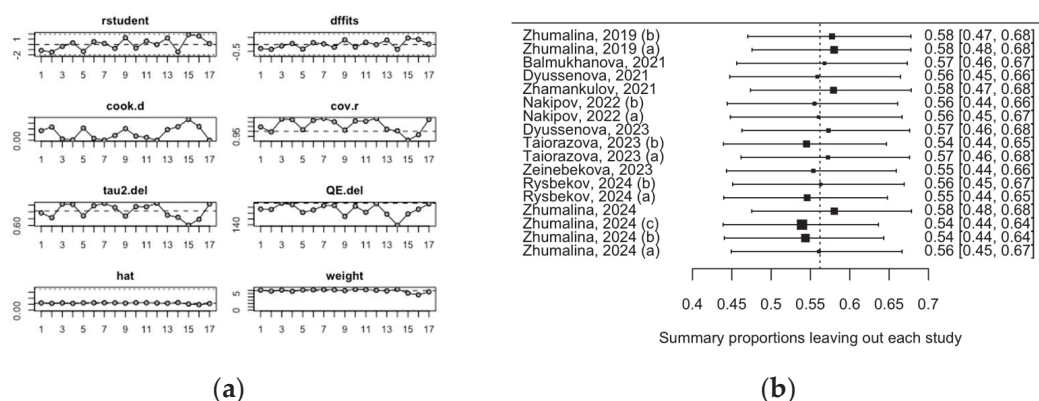 rstudent
dffits
1
-2
-0.5
1 3 5 7 9 11 13 15 17
1 3 5 7 9 11 13 15 17
cook.d
cov.r
0.00
0.95
1 3 5 7 9 11 13 15 17
1 3 5 7 9 11 13 15 17
tau2.del
QE.del
0.60
140
1 3 5 7 9 11 13 15 17
1 3 5 7 9 11 13 15 17
hat
weight
0.00
0 5
1 3 5 7 9 11 13 15 17
1 3 5 7 9 11 13 15 17
(a)
Zhumalina, 2019 (b) 0.58 [0.47, 0.68]
Zhumalina, 2019 (a) 0.58 [0.48, 0.68]
Balmukhanova, 2021 0.57 [0.46, 0.67]
Dyussenova, 2021 0.56 [0.45, 0.66]
Zhamankulov, 2021 0.58 [0.47, 0.68]
Nakipov, 2022 (b) 0.56 [0.44, 0.66]
Nakipov, 2022 (a) 0.56 [0.45, 0.67]
Dyussenova, 2023 0.57 [0.46, 0.68]
Taiorazova, 2023 (b) 0.54 [0.44, 0.65]
Taiorazova, 2023 (a) 0.57 [0.46, 0.68]
Zeinebekova, 2023 0.55 [0.44, 0.66]
Rysbekov, 2024 (b) 0.56 [0.45, 0.67]
Rysbekov, 2024 (a) 0.55 [0.44, 0.65]
Zhumalina, 2024 0.58 [0.48, 0.68]
Zhumalina, 2024 (c) 0.54 [0.44, 0.64]
Zhumalina, 2024 (b) 0.54 [0.44, 0.64]
Zhumalina, 2024 (a) 0.56 [0.45, 0.67]
0.4 0.45 0.5 0.55 0.6 0.65 0.7
Summary proportions leaving out each study
(b)